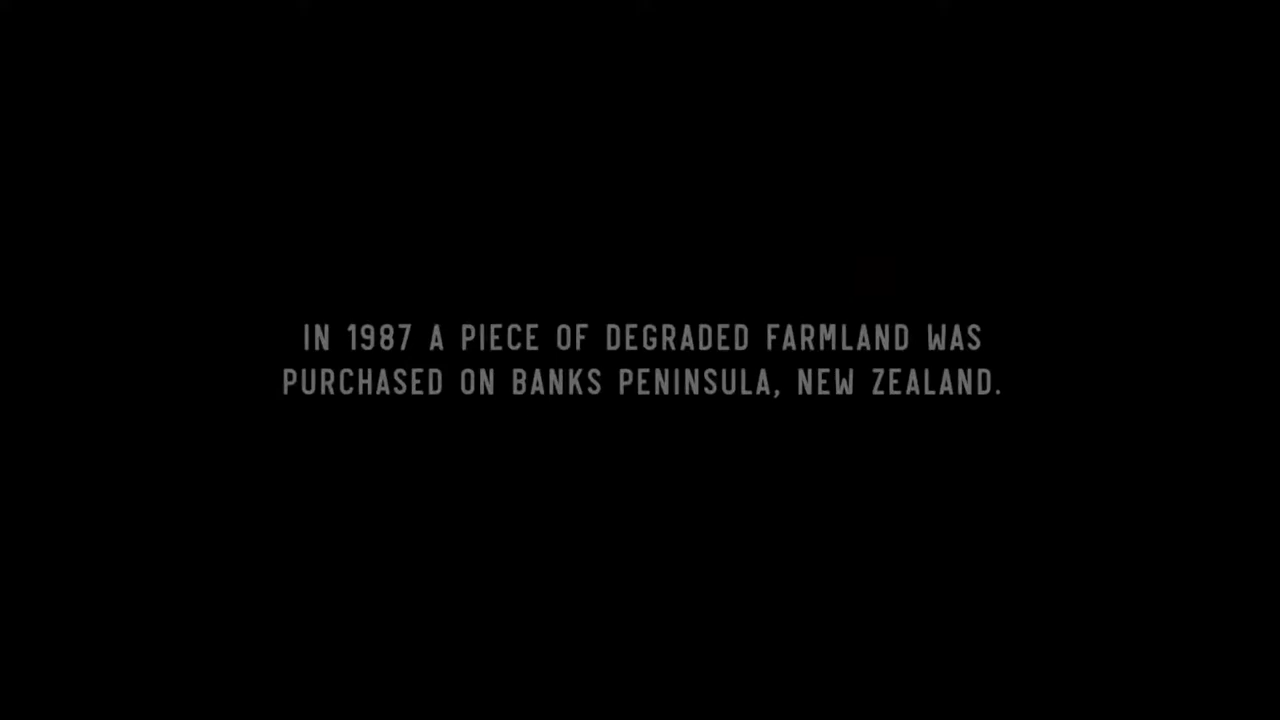 IN 1987 A PIECE OF DEGRADED FARMLAND WAS
PURCHASED ON BANKS PENINSULA, NEW ZEALAND.